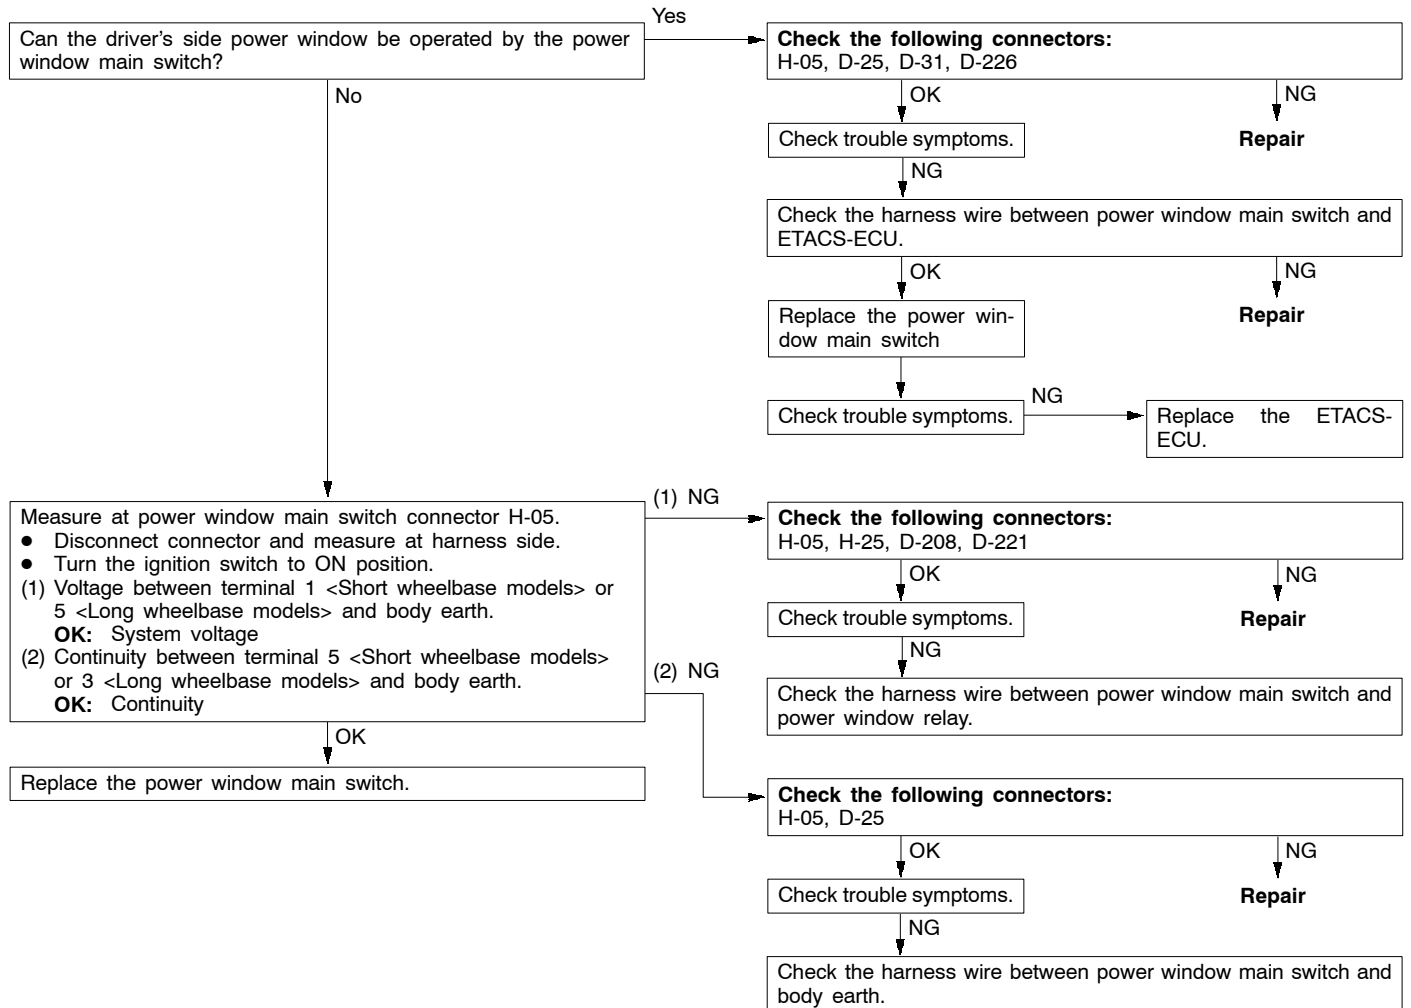 Can the driver's side power window be operated by the power
window main switch?
Yes
No
Check the following connectors:
H-05, D-25, D-31, D-226
OK
NG
Check trouble symptoms.
Repair
NG
Check the harness wire between power window main switch and
ETACS-ECU.
OK
NG
Replace the power win-
dow main switch
Repair
Check trouble symptoms.
NG
Replace the ETACS-
ECU.
Measure at power window main switch connector H-05.
● Disconnect connector and measure at harness side.
● Turn the ignition switch to ON position.
(1) Voltage between terminal 1 <Short wheelbase models> or
5 <Long wheelbase models> and body earth.
OK: System voltage
(2) Continuity between terminal 5 <Short wheelbase models>
or 3 <Long wheelbase models> and body earth.
OK: Continuity
OK
Replace the power window main switch.
(1) NG
Check the following connectors:
H-05, H-25, D-208, D-221
OK
NG
Check trouble symptoms.
Repair
NG
Check the harness wire between power window main switch and
power window relay.
(2) NG
Check the following connectors:
H-05, D-25
OK
NG
Check trouble symptoms.
Repair
NG
Check the harness wire between power window main switch and
body earth.